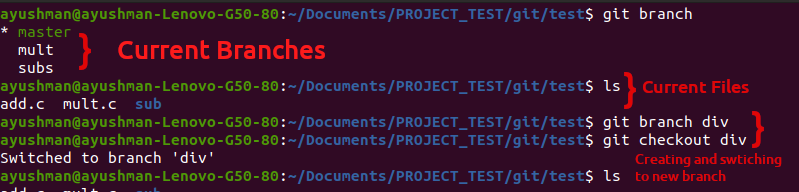 ayushman@ayushman-Lenovo-G50-80:~/Documents/PROJECT_TEST/git/test$ git branch
* master
mult
subs
Current Branches
ayushman@ayushman-Lenovo-G50-80:~/Documents/PROJECT_TEST/git/test$ ls
Current Files
add.c mult.c sub
ayushman@ayushman-Lenovo-G50-80:~/Documents/PROJECT_TEST/git/test$ git branch div
ayushman@ayushman-Lenovo-G50-80:~/Documents/PROJECT_TEST/git/test$ git checkout div
Switched to branch 'div'
Creating and swtiching
to new branch
ayushman@ayushman-Lenovo-G50-80:~/Documents/PROJECT_TEST/git/test$ ls
add.c mult.c sub